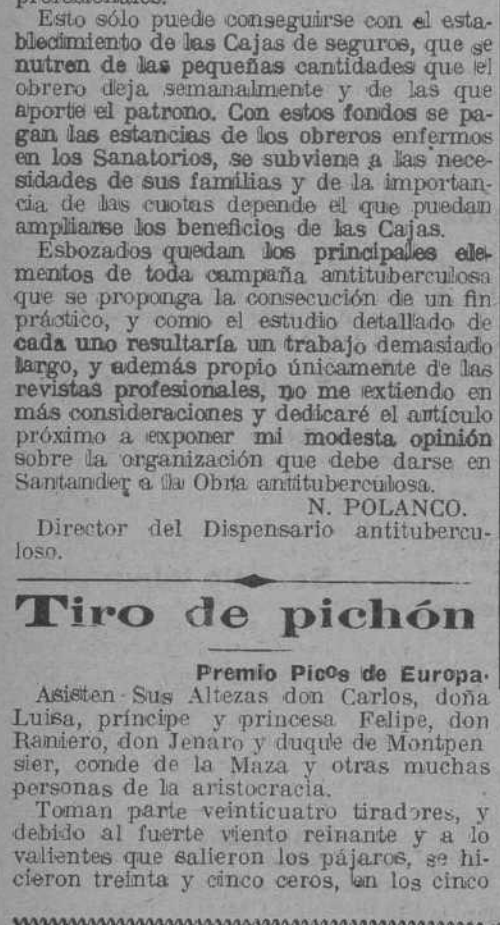 profesionales.
Esto sólo puede conseguirse con el esta-
blecimiento de las Cajas de seguros, que se
nutren de las pequeñas cantidades que el
obrero deja semanalmente y de las que
aporte el patrono. Con estos fondos se pa-
gan las estancias de los obreros enfermos
en los Sanatorios, se subviene a las nece-
sidades de sus familias y de la importan-
cia de las cuotas depende el que puedan
ampliarse los beneficios de las Cajas.
Esbozados quedan los principales ele-
mentos de toda campaña antituberculosa
que se proponga la consecución de un fin
práctico, y como el estudio detallado de
cada uno resultaría un trabajo demasiado
largo, y además propio únicamente de las
revistas profesionales, no me extiendo en
más consideraciones y dedicaré el artículo
próximo a exponer mi modesta opinión
sobre la organización que debe darse en
Santander a la Obra antituberculosa.
N. POLANCO.
Director del Dispensario antitubercu-
loso.
Tiro de pichón
Premio Picos de Europa.
Asisten Sus Altezas don Carlos, doña
Luisa, príncipe y princesa Felipe, don
Raniero, don Jenaro y duque de Montpen
sier, conde de la Maza y otras muchas
personas de la aristocracia.
Toman parte veinticuatro tiradores, y
debido al fuerte viento reinante y a lo
valientes que salieron los pájaros, se hi-
cieron treinta y cinco ceros, en los cinco